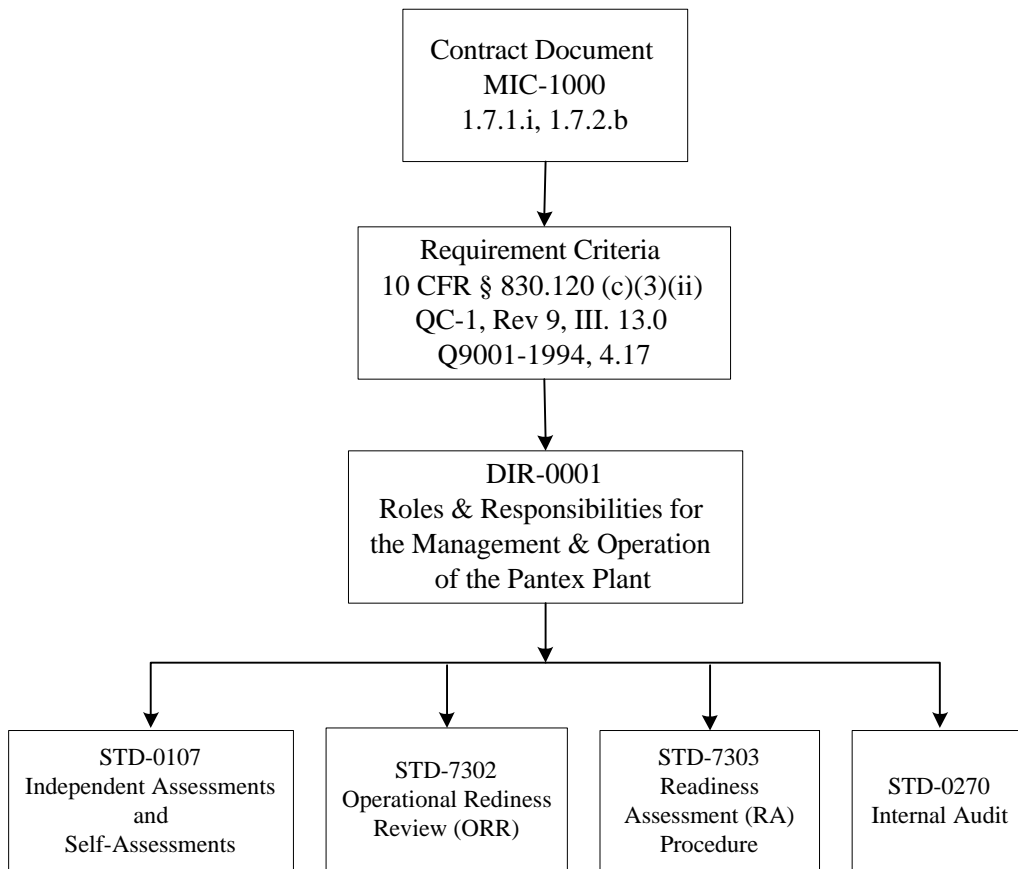 Contract Document
MIC-1000
1.7.1.i, 1.7.2.b
Requirement Criteria
10 CFR § 830.120 (c)(3)(ii)
QC-1, Rev 9, III. 13.0
Q9001-1994, 4.17
DIR-0001
Roles & Responsibilities for
the Management & Operation
of the Pantex Plant
STD-0107
Independent Assessments
and
Self-Assessments
STD-7302
Operational Rediness
Review (ORR)
STD-7303
Readiness
Assessment (RA)
Procedure
STD-0270
Internal Audit